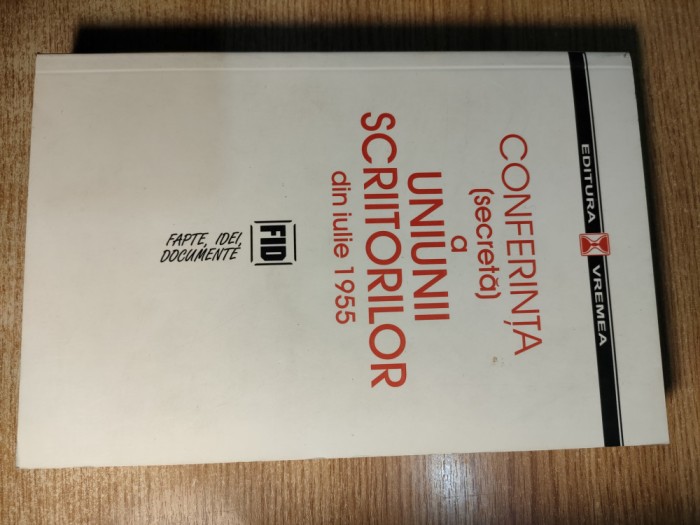 EDITURA VREMEA
CONFERINȚA
(secretă)
a
UNIUNII
SCRIITORILOR
din iulie 1955
FID
FAPTE, IDEI,
DOCUMENTE